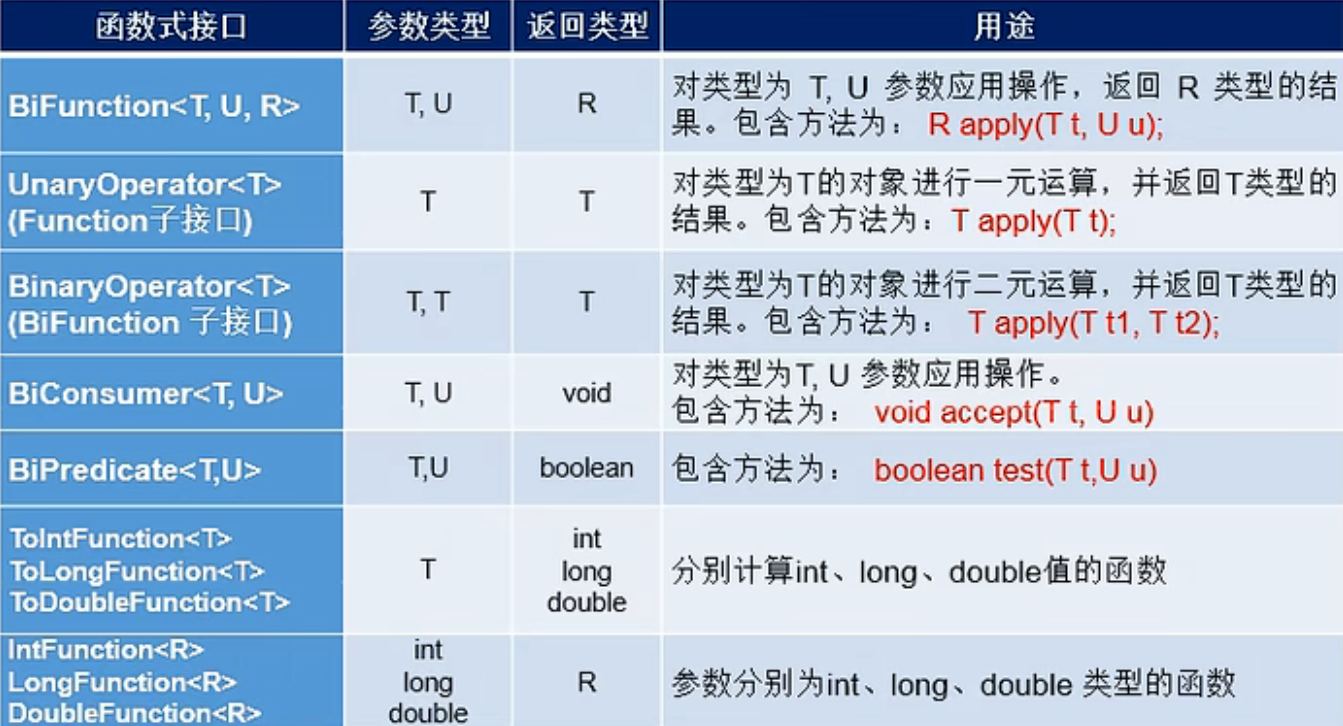 函数式接口 参数类型 返回类型 用途
BiFunction<T, U, R> T, U R 对类型为 T, U 参数应用操作，返回 R 类型的结
果。包含方法为： R apply(T t, U u);
UnaryOperator<T>
(Function子接口) T T 对类型为T的对象进行一元运算，并返回T类型的
结果。包含方法为：T apply(T t);
BinaryOperator<T>
(BiFunction 子接口) T, T T 对类型为T的对象进行二元运算，并返回T类型的
结果。包含方法为： T apply(T t1, T t2);
BiConsumer<T, U> T, U void 对类型为T, U 参数应用操作。
包含方法为： void accept(T t, U u)
BiPredicate<T,U> T,U boolean 包含方法为： boolean test(T t,U u)
ToIntFunction<T>
ToLongFunction<T>
ToDoubleFunction<T>
T
int
long
double
分别计算int、long、double值的函数
IntFunction<R>
LongFunction<R>
DoubleFunction<R>
int
long
double
R
参数分别为int、long、double 类型的函数